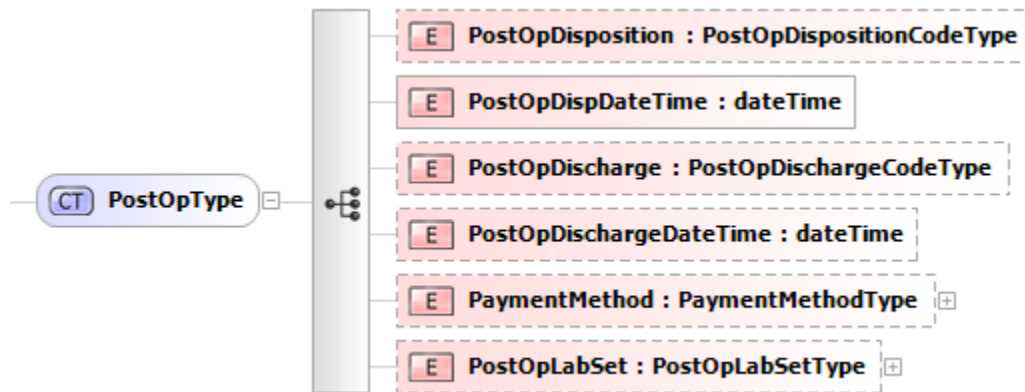 E PostOpDisposition : PostOpDispositionCodeType
E PostOpDispDateTime : dateTime
E PostOpDischarge : PostOpDischargeCodeType
CT PostOpType
E PostOpDischargeDateTime : dateTime
E PaymentMethod : PaymentMethodType
E PostOpLabSet : PostOpLabSetType